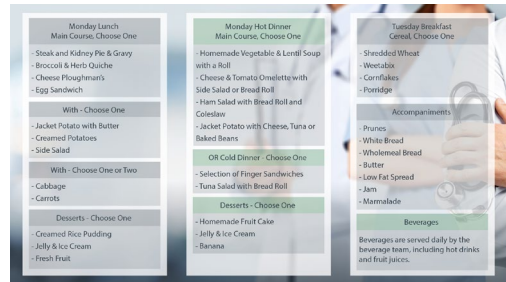 Monday Lunch
Main Course, Choose One
- Steak and Kidney Pie & Gravy
- Broccoli & Herb Quiche
- Cheese Ploughman's
- Egg Sandwich
With - Choose One
- Jacket Potato with Butter
- Creamed Potatoes
- Side Salad
With - Choose One or Two
- Cabbage
- Carrots
Desserts - Choose One
- Creamed Rice Pudding
- Jelly & Ice Cream
- Fresh Fruit
Monday Hot Dinner
Main Course, Choose One
- Homemade Vegetable & Lentil Soup
with a Roll
- Cheese & Tomato Omelette with
Side Salad or Bread Roll
- Ham Salad with Bread Roll and
Coleslaw
- Jacket Potato with Cheese, Tuna or
Baked Beans
OR Cold Dinner - Choose One
- Selection of Finger Sandwiches
- Tuna Salad with Bread Roll
Desserts - Choose One
- Homemade Fruit Cake
- Jelly & Ice Cream
- Banana
Tuesday Breakfast
Cereal, Choose One
- Shredded Wheat
- Weetabix
- Cornflakes
- Porridge
Accompaniments
- Prunes
- White Bread
- Wholemeal Bread
- Butter
- Low Fat Spread
- Jam
- Marmalade
Beverages
Beverages are served daily by the
beverage team, including hot drinks
and fruit juices.